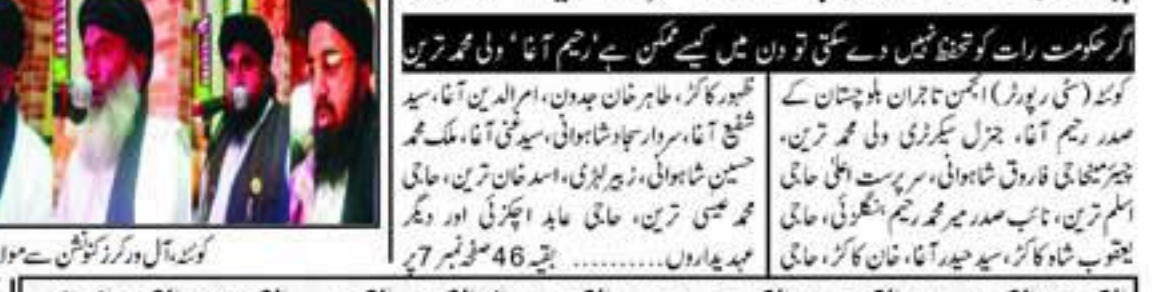 اگر حکومت رات کو تحفظ نہیں دے سکتی تو دن میں کیسے ممکن ہے' رحیم آغا' ولی محمد ترین
کوئٹہ (سٹی رپورٹر) انجمن تاجران بلوچستان کے
صدر رحیم آغا، جنرل سیکرٹری ولی محمد ترین،
چیئرمین حاجی فاروق شاہوانی، سرپرست اعلیٰ حاجی
اسلم ترین، نائب صدر میر محمد رحیم بنگلزئی، حاجی
یعقوب شاہ کاکڑ، سید حیدر آغا، خان کاکڑ، حاجی
ظہور کاکڑ، طاہر خان جدون، امر الدین آغا، سید
شفیع آغا، سردار سجاد شاہوانی، سید غنی آغا، ملک محمد
حسین شاہوانی، زبیر لہڑی، اسد خان ترین، حاجی
محمد عیسیٰ ترین، حاجی عابد اچکزئی اور دیگر
عہدیداروں.......... بقیہ 46 صفحہ نمبر 7 پر
کوئٹہ، آل ورکرز کنونشن سے مولا